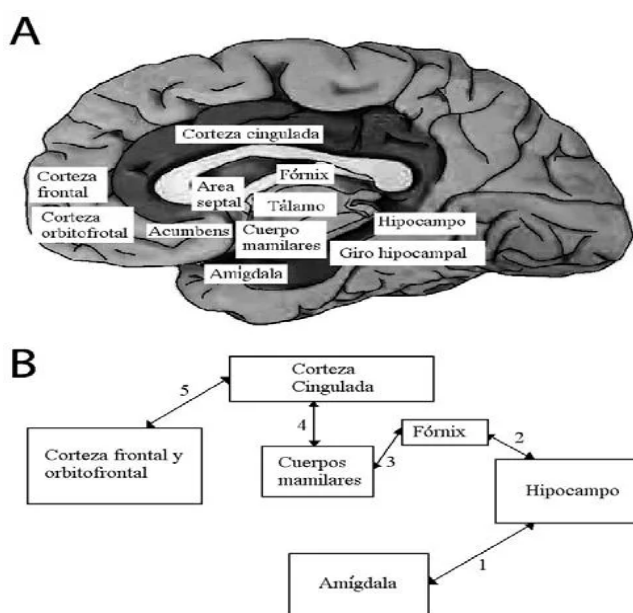 A
Corteza cingulada
Corteza
frontal
Area
septal
Fórnix
Tálamo
Corteza
orbitofrotal
Acumbens
Cuerpo
mamilares
Hipocampo
Giro hipocampal
Amígdala
B
Corteza
Cingulada
5
4
Fórnix
2
3
Corteza frontal y
orbitofrontal
Cuerpos
mamilares
Hipocampo
1
Amígdala